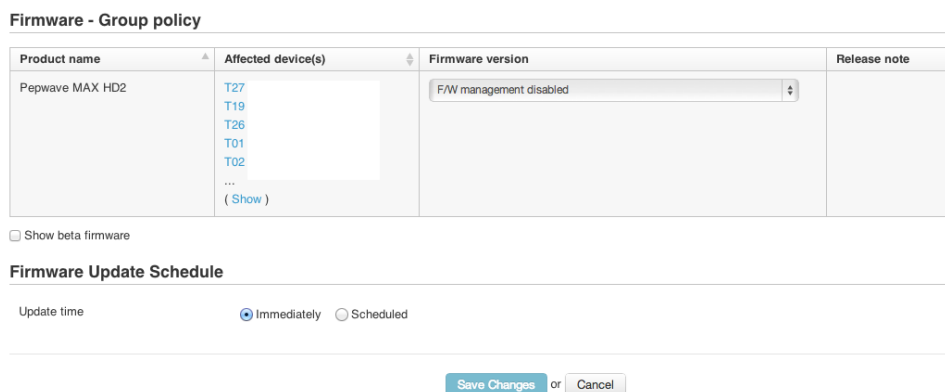 Firmware - Group policy
Product name Affected device(s) Firmware version Release note
Pepwave MAX HD2 T27 F/W management disabled
T19
T26
T01
T02
...
( Show )
Show beta firmware
Firmware Update Schedule
Update time Immediately Scheduled
Save Changes or Cancel